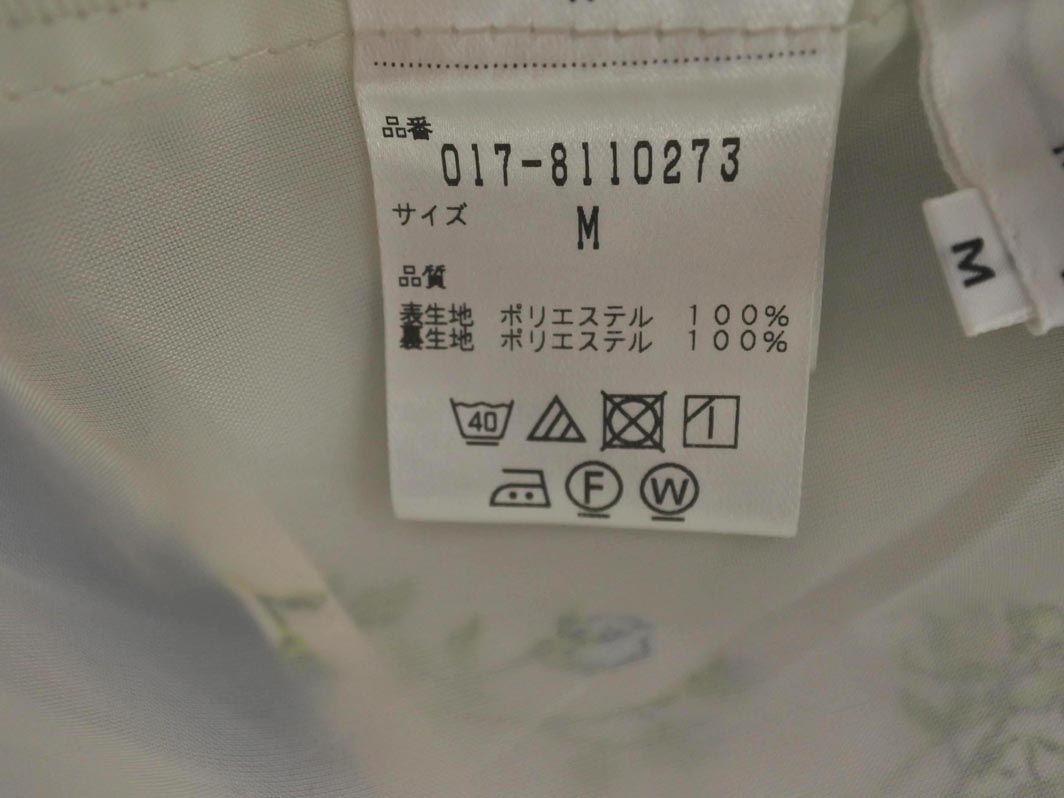 品番
017-8110273
サイズ
M
品質
表生地 ポリエステル 100%
裏生地 ポリエステル 100%
40
F W
M